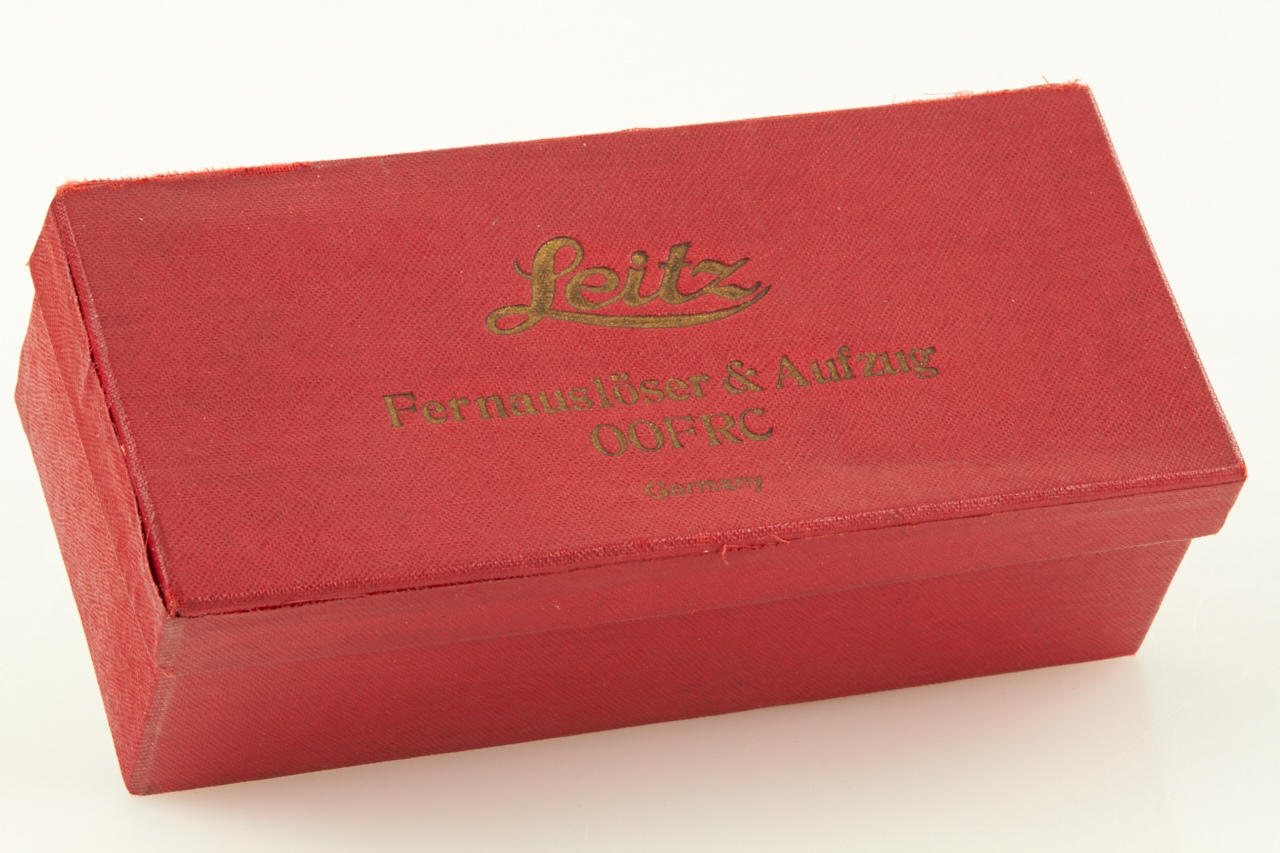 Leitz
Fernauslöser & Aufzug
OOFRC
Germany